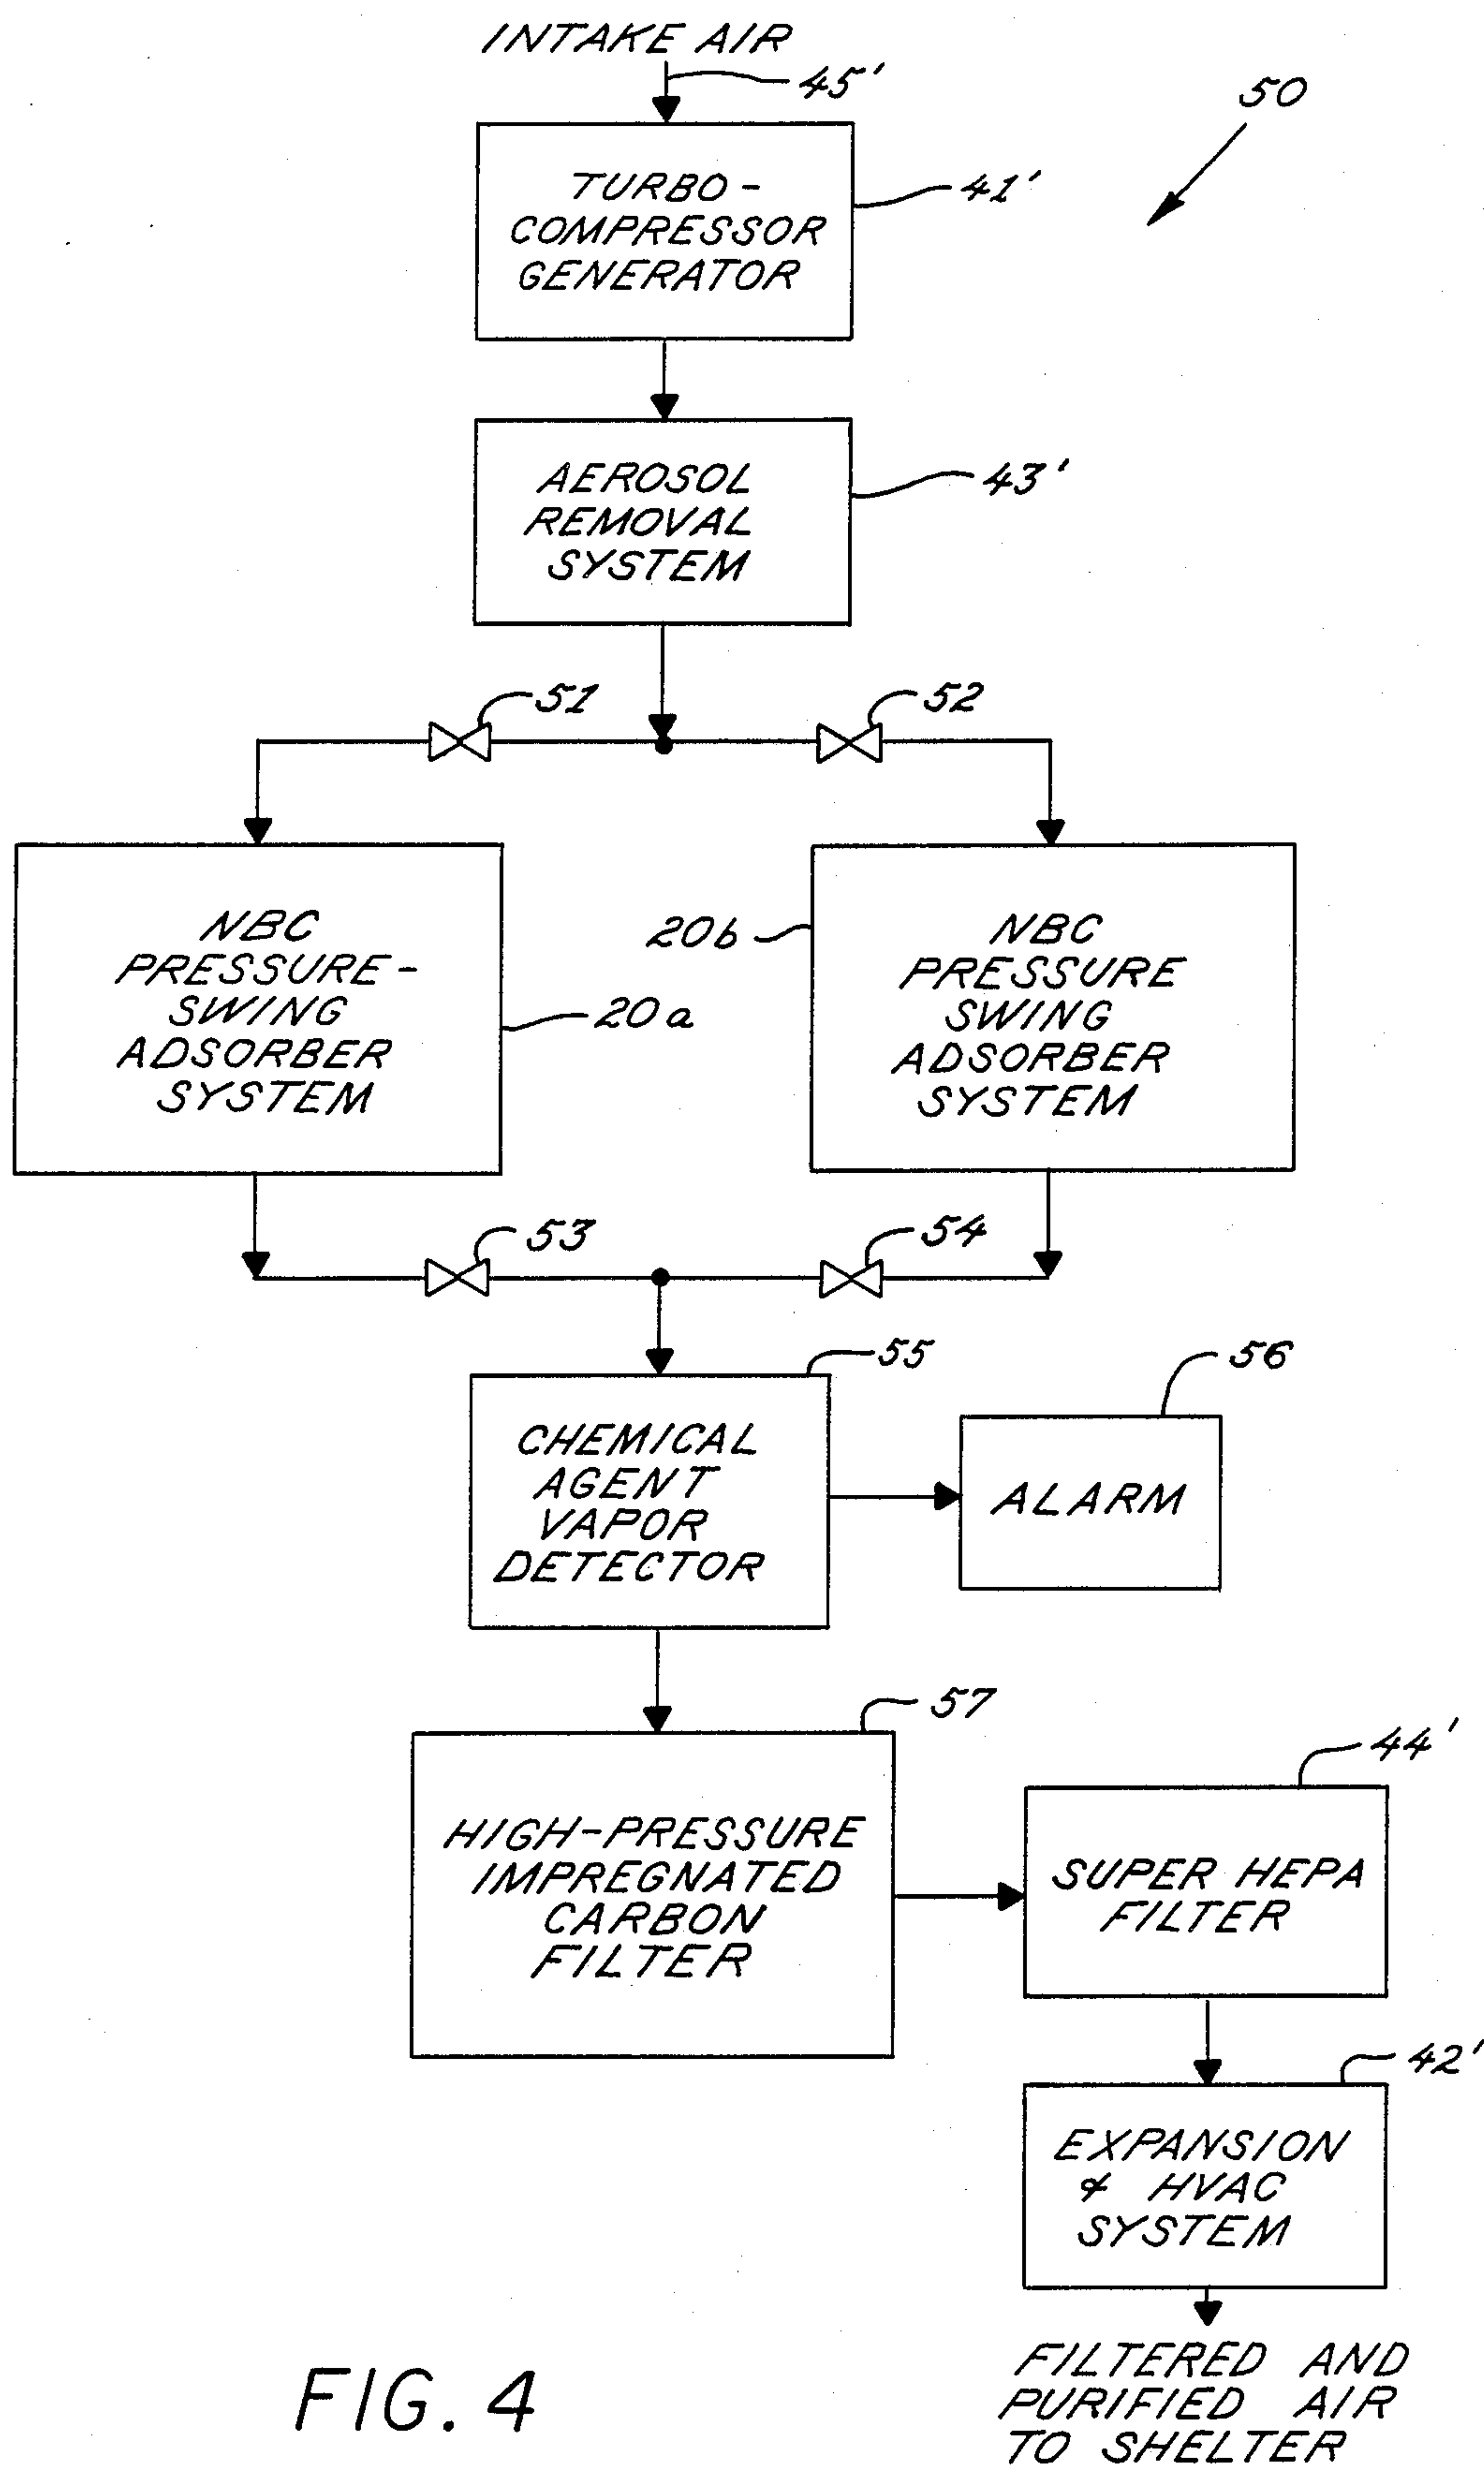 INTAKE AIR
45'
50
TURBO-
COMPRESSOR
GENERATOR
41'
AEROSOL
REMOVAL
SYSTEM
43'
51
52
NBC
PRESSURE-
SWING
ADSORBER
SYSTEM
20a
20b
NBC
PRESSURE
SWING
ADSORBER
SYSTEM
53
54
55
CHEMICAL
AGENT
VAPOR
DETECTOR
56
ALARM
57
HIGH-PRESSURE
IMPREGNATED
CARBON
FILTER
44'
SUPER HEPA
FILTER
42'
EXPANSION
& HVAC
SYSTEM
FILTERED AND
PURIFIED AIR
TO SHELTER
FIG. 4